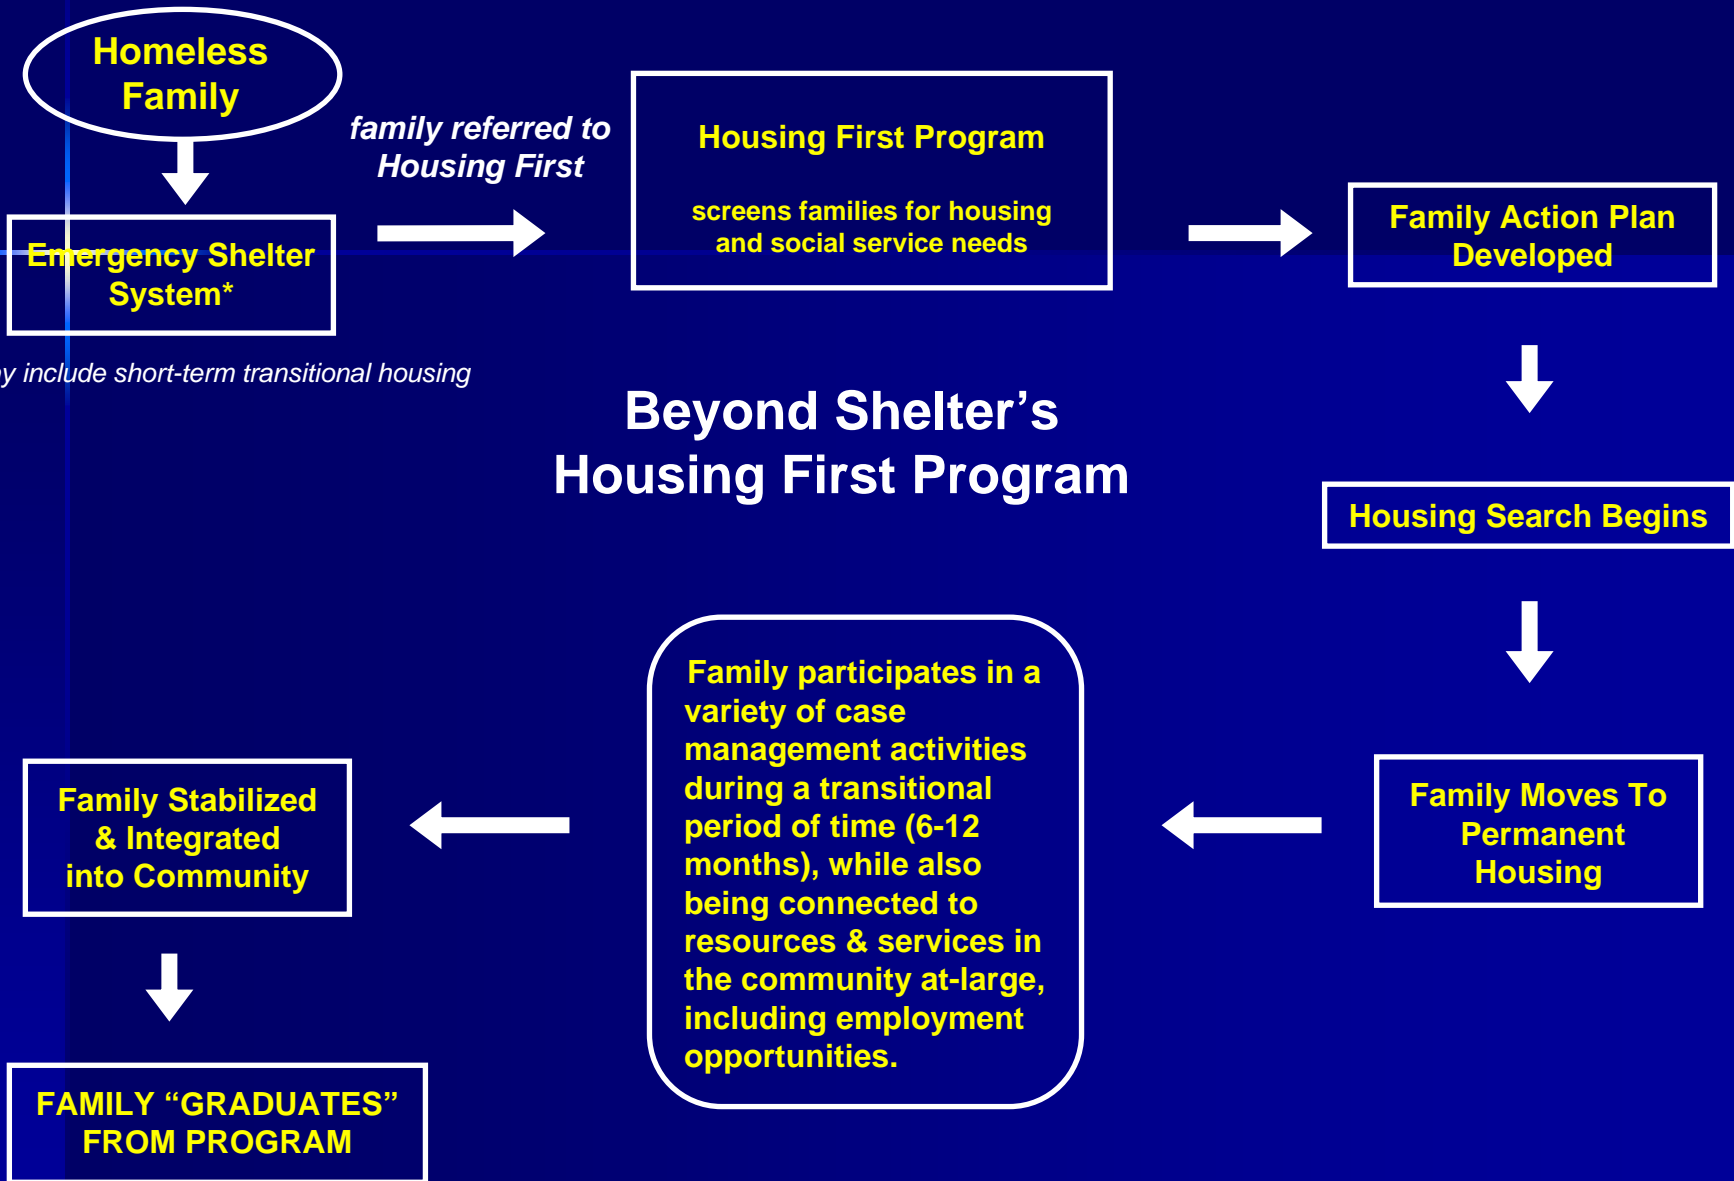 Homeless
Family
family referred to
Housing First
Housing First Program
screens families for housing
and social service needs
Family Action Plan
Developed
Emergency Shelter
System*
include short-term transitional housing
Beyond Shelter’s
Housing First Program
Housing Search Begins
Family Moves To
Permanent
Housing
Family participates in a
variety of case
management activities
during a transitional
period of time (6-12
months), while also
being connected to
resources & services in
the community at-large,
including employment
opportunities.
Family Stabilized
& Integrated
into Community
FAMILY “GRADUATES”
FROM PROGRAM